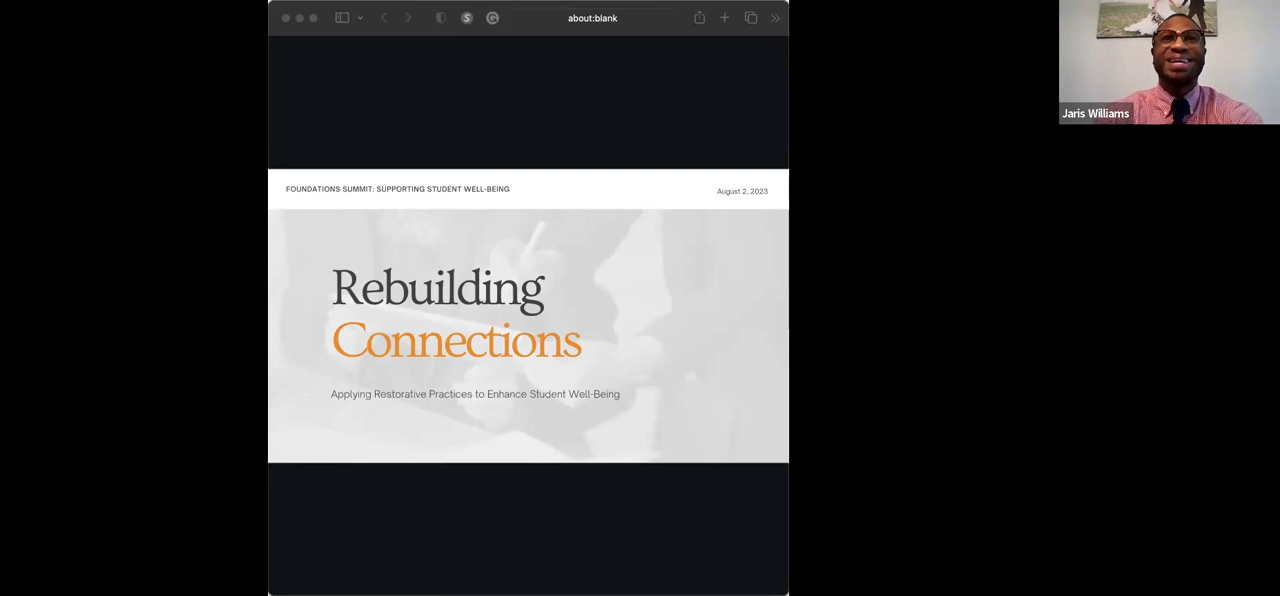 about:blank
Jaris Williams
FOUNDATIONS SUMMIT: SUPPORTING STUDENT WELL-BEING
August 2, 2023
Rebuilding
Connections
Applying Restorative Practices to Enhance Student Well-Being